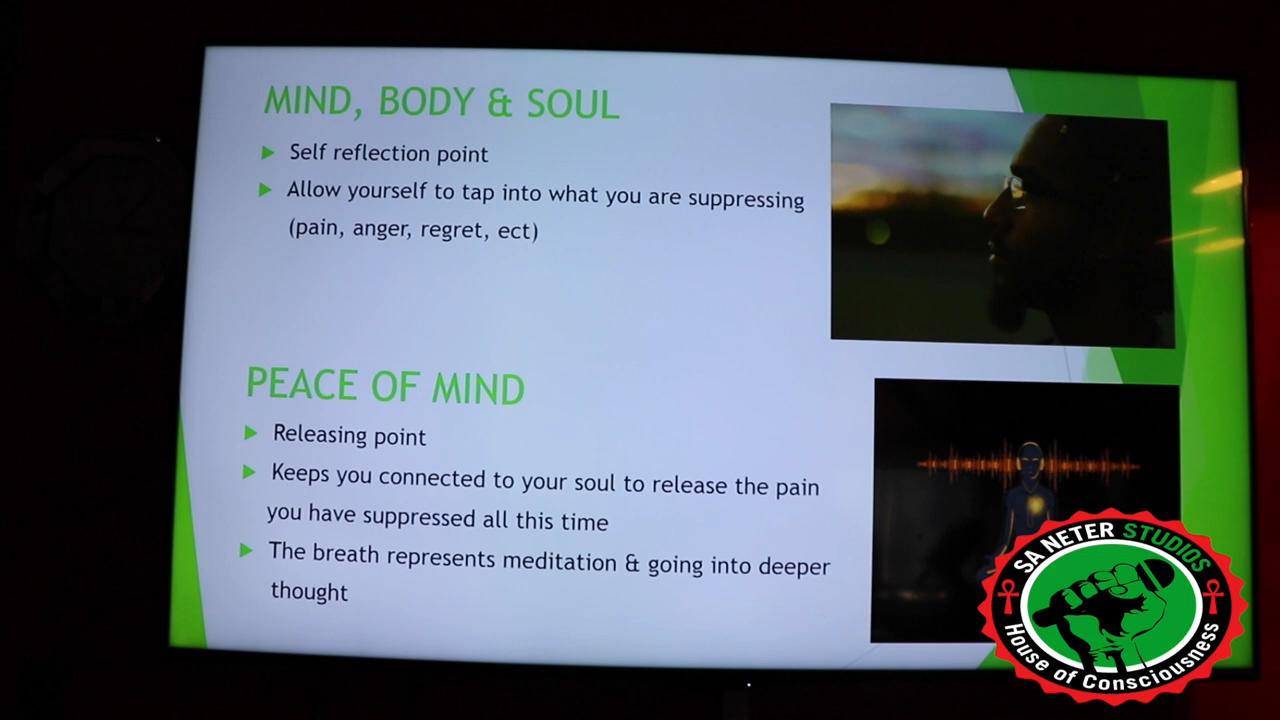 MIND, BODY & SOUL
Self reflection point
Allow yourself to tap into what you are suppressing
(pain, anger, regret, ect)
PEACE OF MIND
Releasing point
Keeps you connected to your soul to release the pain
you have suppressed all this time
The breath represents meditation & going into deeper
thought
SA NETER STUDIOS
House of Consciousness